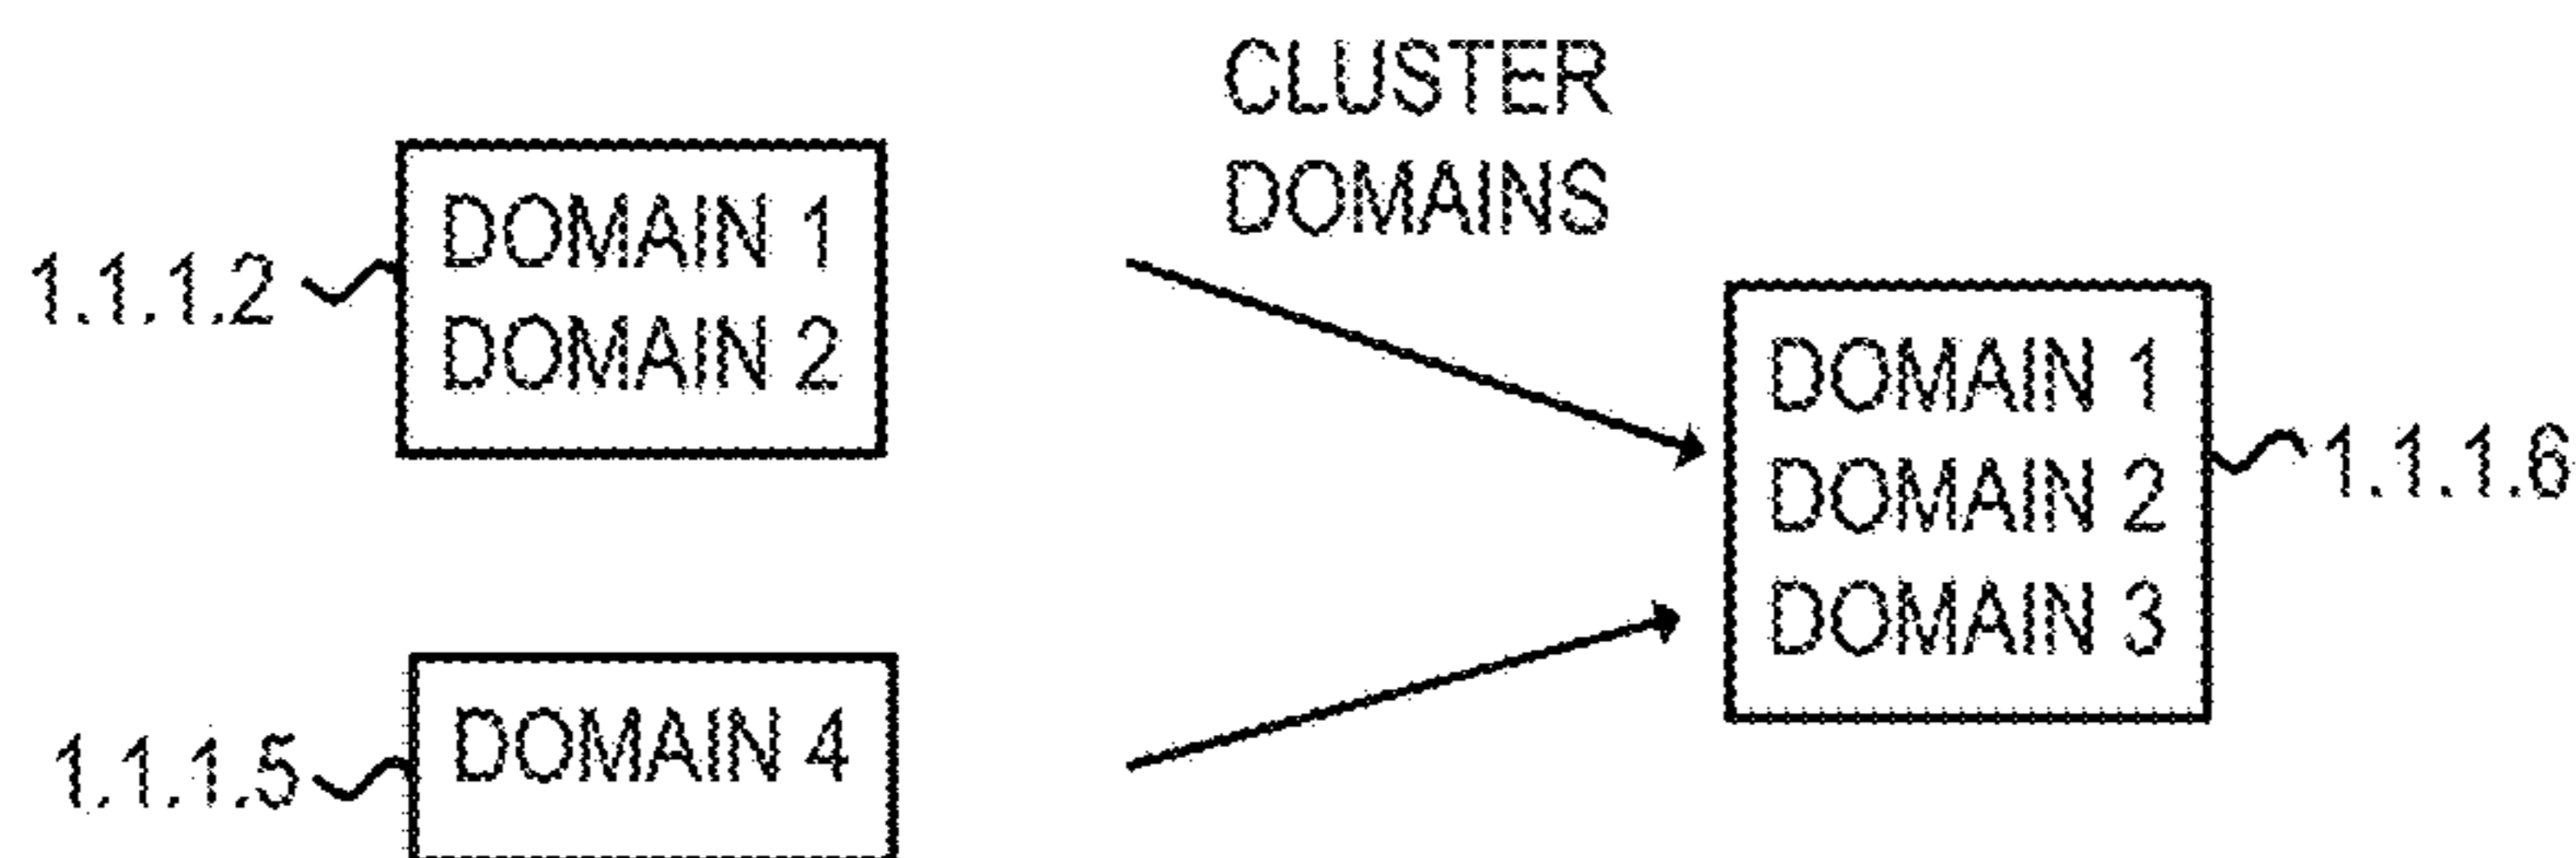 CLUSTER
DOMAINS
1.1.1.2
DOMAIN 1
DOMAIN 2
1.1.1.5
DOMAIN 4
DOMAIN 1
DOMAIN 2
DOMAIN 3
1.1.1.6